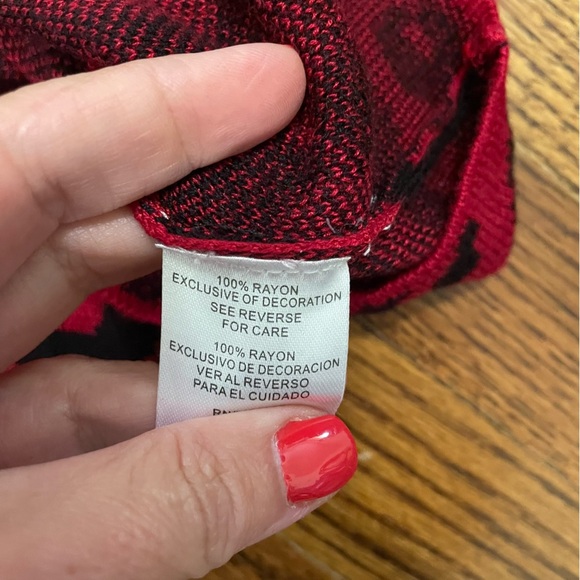 100% RAYON
EXCLUSIVE OF DECORATION
SEE REVERSE
FOR CARE
100% RAYON
EXCLUSIVO DE DECORACION
VER AL REVERSO
PARA EL CUIDADO